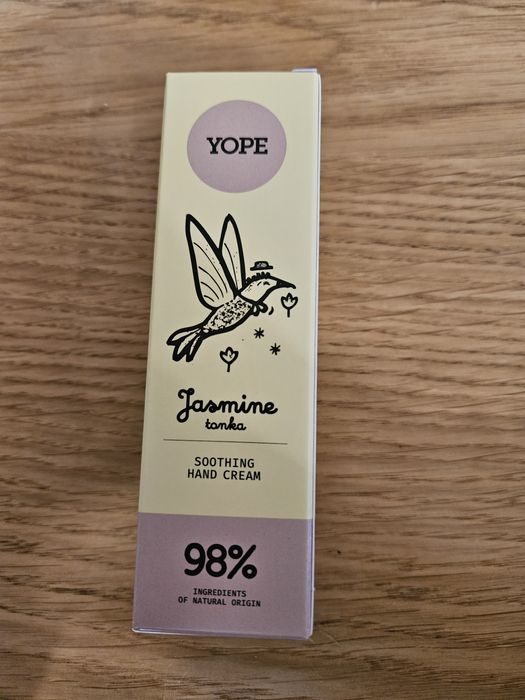 YOPE
Jasmine
tonka
SOOTHING
HAND CREAM
98%
INGREDIENTS
OF NATURAL ORIGIN